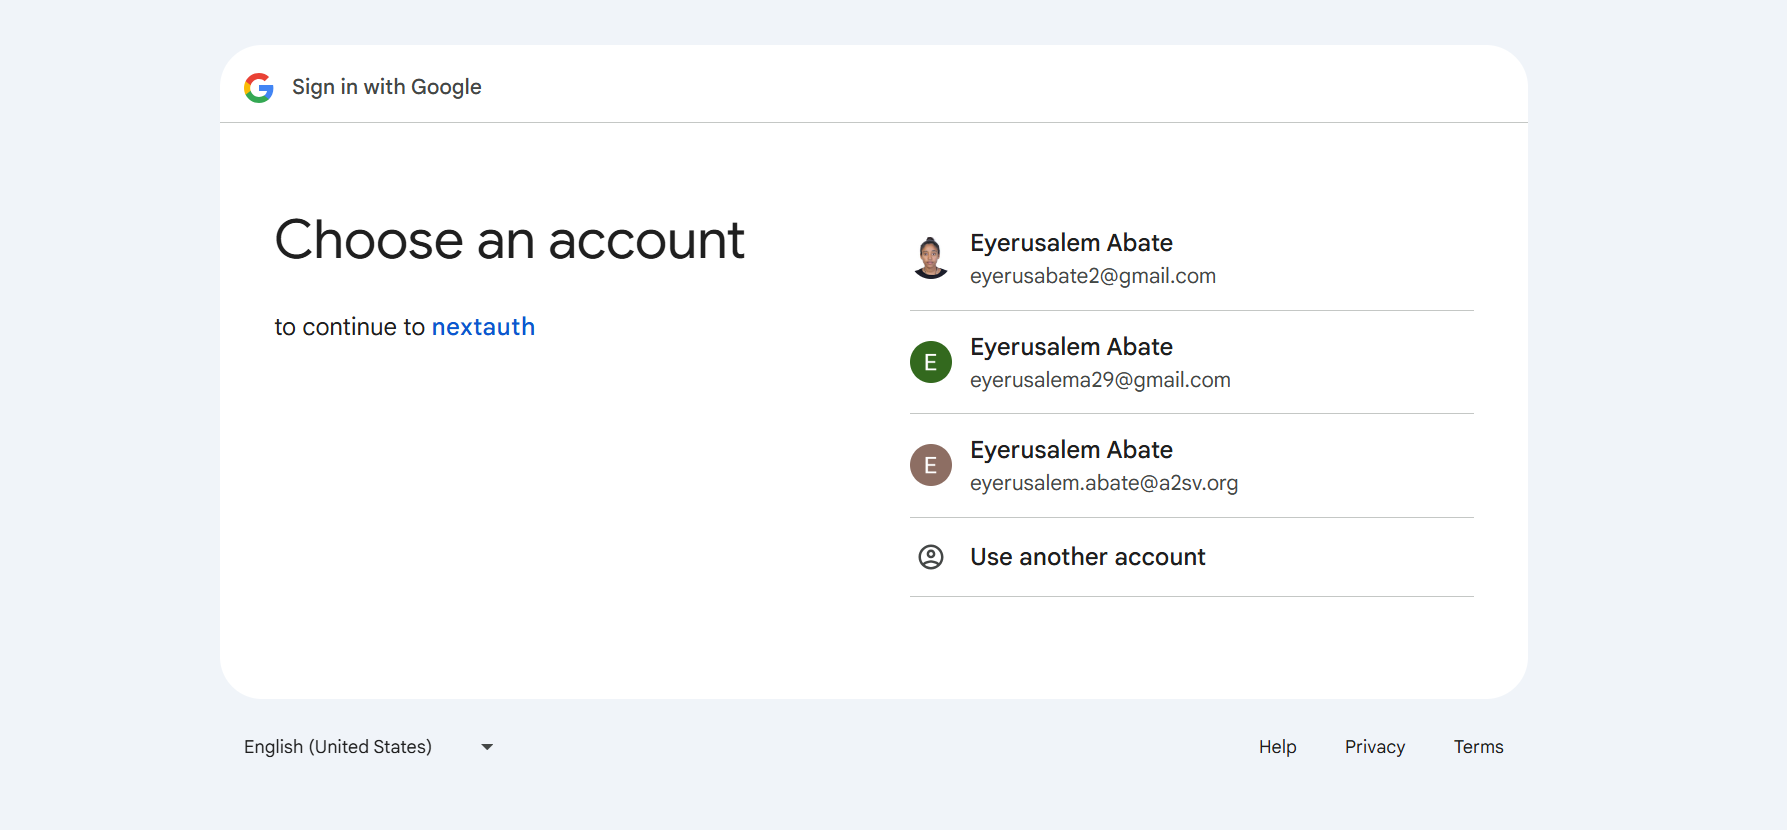 Sign in with Google
Choose an account
to continue to nextauth
Eyerusalem Abate
eyerusabate2@gmail.com
E
Eyerusalem Abate
eyerusalema29@gmail.com
E
Eyerusalem Abate
eyerusalem.abate@a2sv.org
Use another account
English (United States)
Help
Privacy
Terms